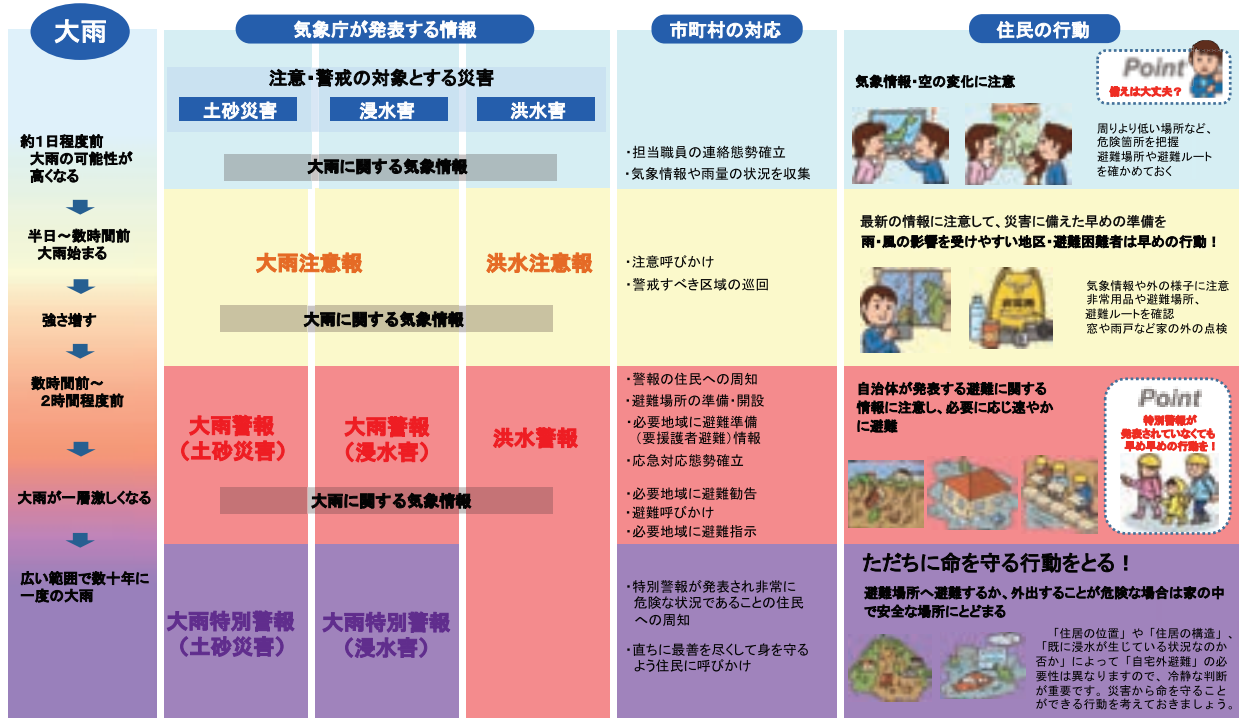 大雨
気象庁が発表する情報
市町村の対応
住民の行動
注意・警戒の対象とする災害
土砂災害
浸水害
洪水害
約1日程度前
大雨の可能性が
高くなる
大雨に関する気象情報
・担当職員の連絡態勢確立
・気象情報や雨量の状況を収集
気象情報・空の変化に注意
Point
備えは大丈夫?
周りより低い場所など、
危険箇所を把握
避難場所や避難ルート
を確かめておく
半日～数時間前
大雨始まる
強さ増す
大雨注意報
洪水注意報
大雨に関する気象情報
・注意呼びかけ
・警戒すべき区域の巡回
最新の情報に注意して、災害に備えた早めの準備を
雨・風の影響を受けやすい地区・避難困難者は早めの行動！
気象情報や外の様子に注意
非常用品や避難場所、
避難ルートを確認
窓や雨戸など家の外の点検
数時間前～
2時間程度前
大雨が一層激しくなる
大雨警報
（土砂災害）
大雨警報
（浸水害）
洪水警報
大雨に関する気象情報
・警報の住民への周知
・避難場所の準備・開設
・必要地域に避難準備
（要援護者避難）情報
・応急対応態勢確立
・必要地域に避難勧告
・避難呼びかけ
・必要地域に避難指示
自治体が発表する避難に関する
情報に注意し、必要に応じ速やか
に避難
Point
特別警報が
発表されていなくても
早め早めの行動を！
広い範囲で数十年に
一度の大雨
大雨特別警報
（土砂災害）
大雨特別警報
（浸水害）
・特別警報が発表され非常に
危険な状況であることの住民
への周知
・直ちに最善を尽くして身を守る
よう住民に呼びかけ
ただちに命を守る行動をとる！
避難場所へ避難するか、外出することが危険な場合は家の中
で安全な場所にとどまる
「住居の位置」や「住居の構造」、
「既に浸水が生じている状況なのか
否か」によって「自宅外避難」の必
要性は異なりますので、冷静な判断
が重要です。災害から命を守ること
ができる行動を考えておきましょう。